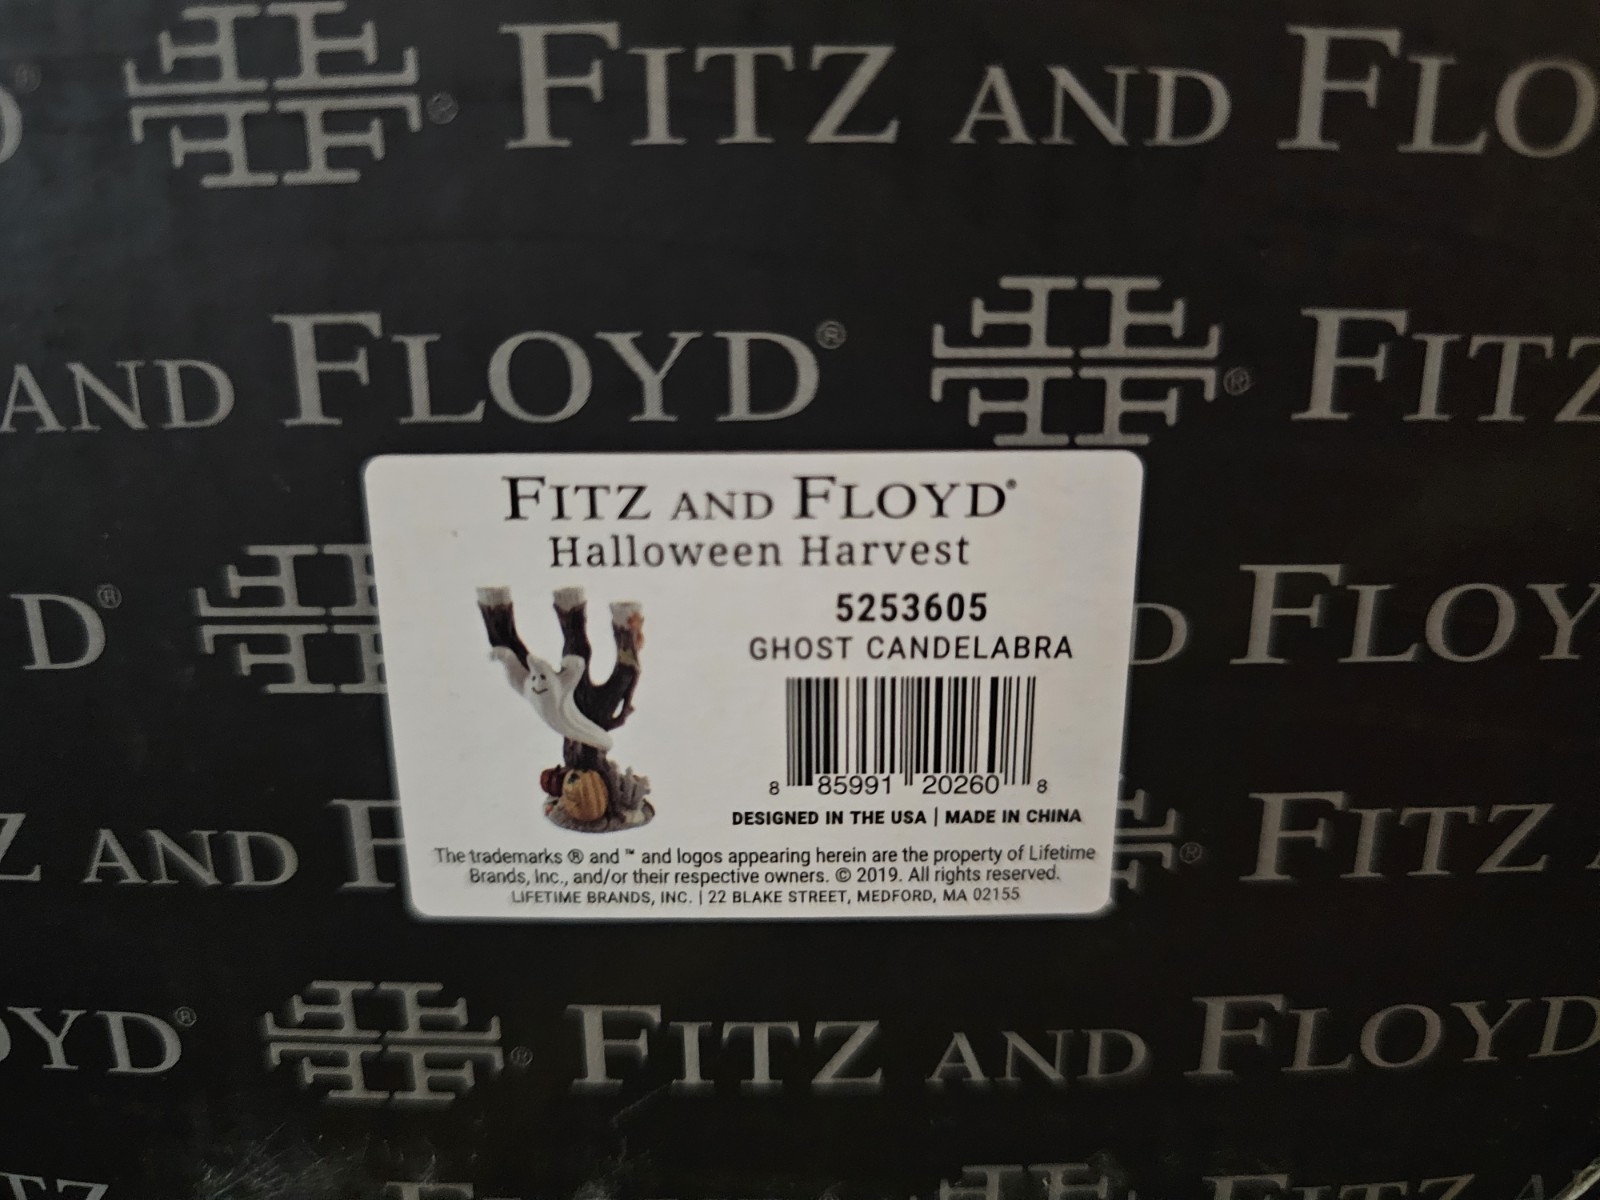 D® ® FITZ AND FLO
AND FLOYD® ® FITZ
FITZ AND FLOYD®
Halloween Harvest
5253605
GHOST CANDELABRA
8 85991 20260 8
DESIGNED IN THE USA | MADE IN CHINA
The trademarks ® and ™ and logos appearing herein are the property of Lifetime
Brands, Inc., and/or their respective owners. © 2019. All rights reserved.
LIFETIME BRANDS, INC. | 22 BLAKE STREET, MEDFORD, MA 02155
D® D FLOY
Z AND F ® FITZ
OYD® ® FITZ AND FLOYD
TZ FITZ A